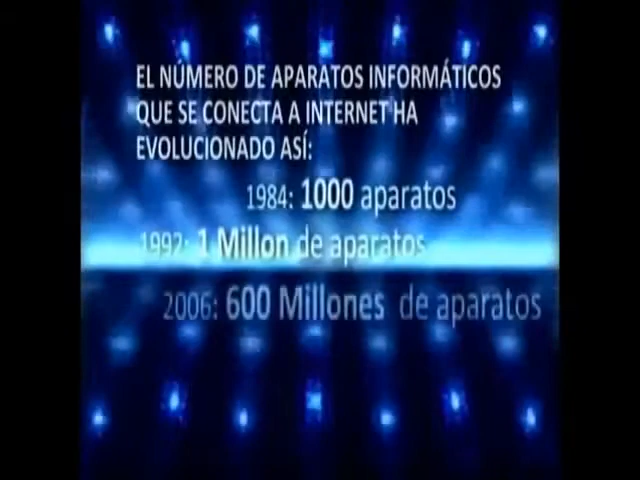 EL NÚMERO DE APARATOS INFORMÁTICOS
QUE SE CONECTA A INTERNET HA
EVOLUCIONADO ASÍ:
1984: 1000 aparatos
1992: 1 Millon de aparatos
2006: 600 Millones de aparatos